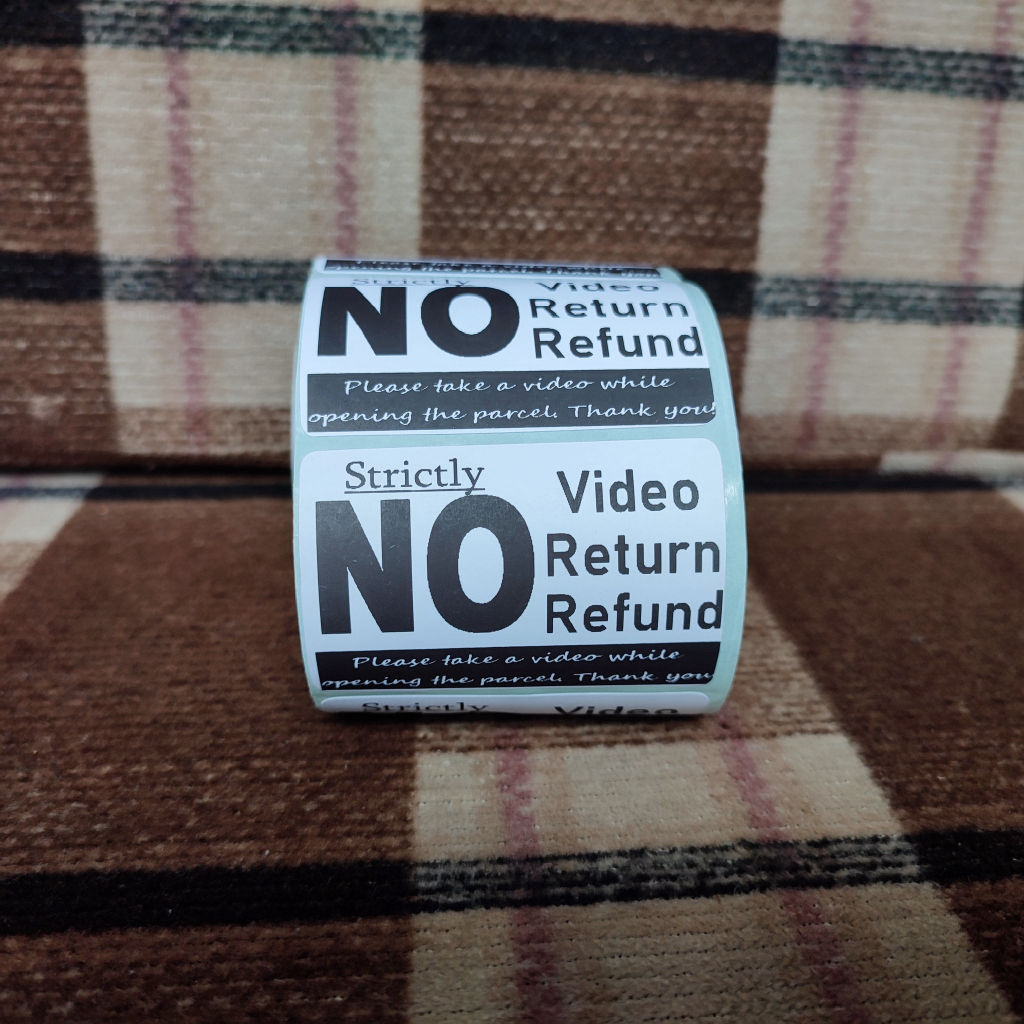 Strictly
NO
Video
Return
Refund
Please take a video while
opening the parcel. Thank you!
Strictly
NO
Video
Return
Refund
Please take a video while
opening the parcel. Thank you
Strictly
Video